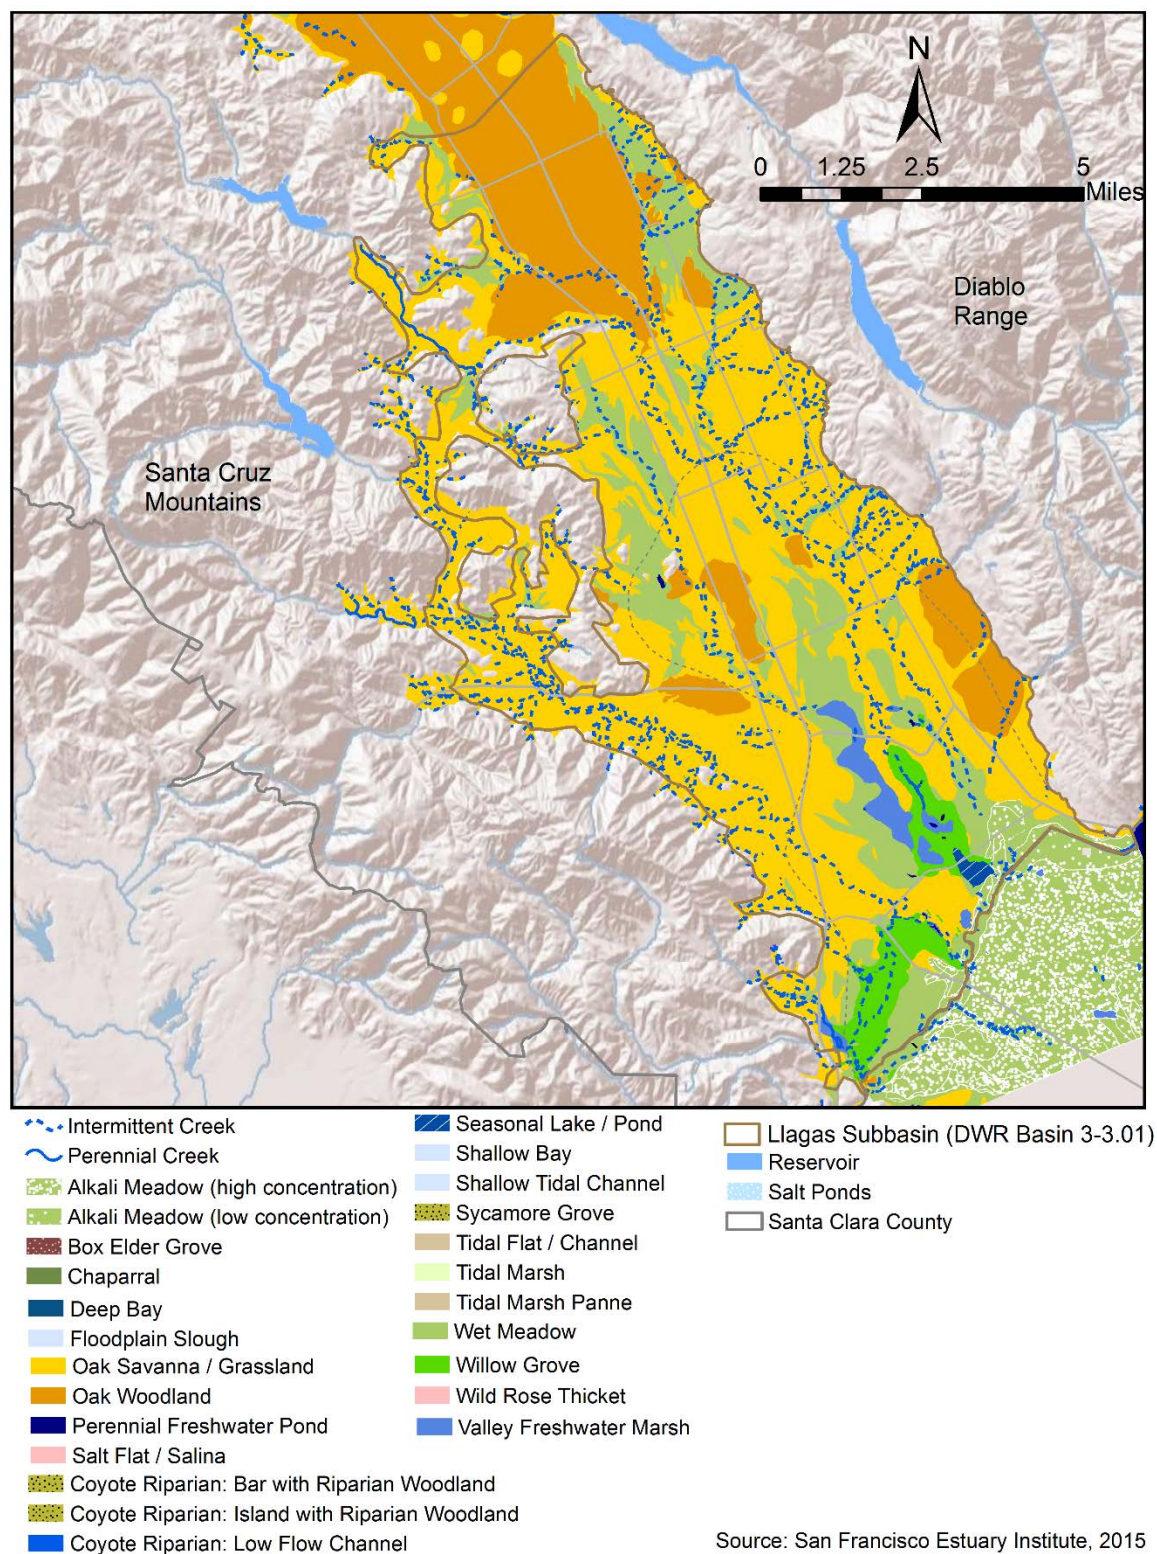 N
0 1.25 2.5 5
Miles
Diablo
Range
Santa Cruz
Mountains
Intermittent Creek
Perennial Creek
Alkali Meadow (high concentration)
Alkali Meadow (low concentration)
Box Elder Grove
Chaparral
Deep Bay
Floodplain Slough
Oak Savanna / Grassland
Oak Woodland
Perennial Freshwater Pond
Salt Flat / Salina
Coyote Riparian: Bar with Riparian Woodland
Coyote Riparian: Island with Riparian Woodland
Coyote Riparian: Low Flow Channel
Seasonal Lake / Pond
Shallow Bay
Shallow Tidal Channel
Sycamore Grove
Tidal Flat / Channel
Tidal Marsh
Tidal Marsh Panne
Wet Meadow
Willow Grove
Wild Rose Thicket
Valley Freshwater Marsh
Llagas Subbasin (DWR Basin 3-3.01)
Reservoir
Salt Ponds
Santa Clara County
Source: San Francisco Estuary Institute, 2015